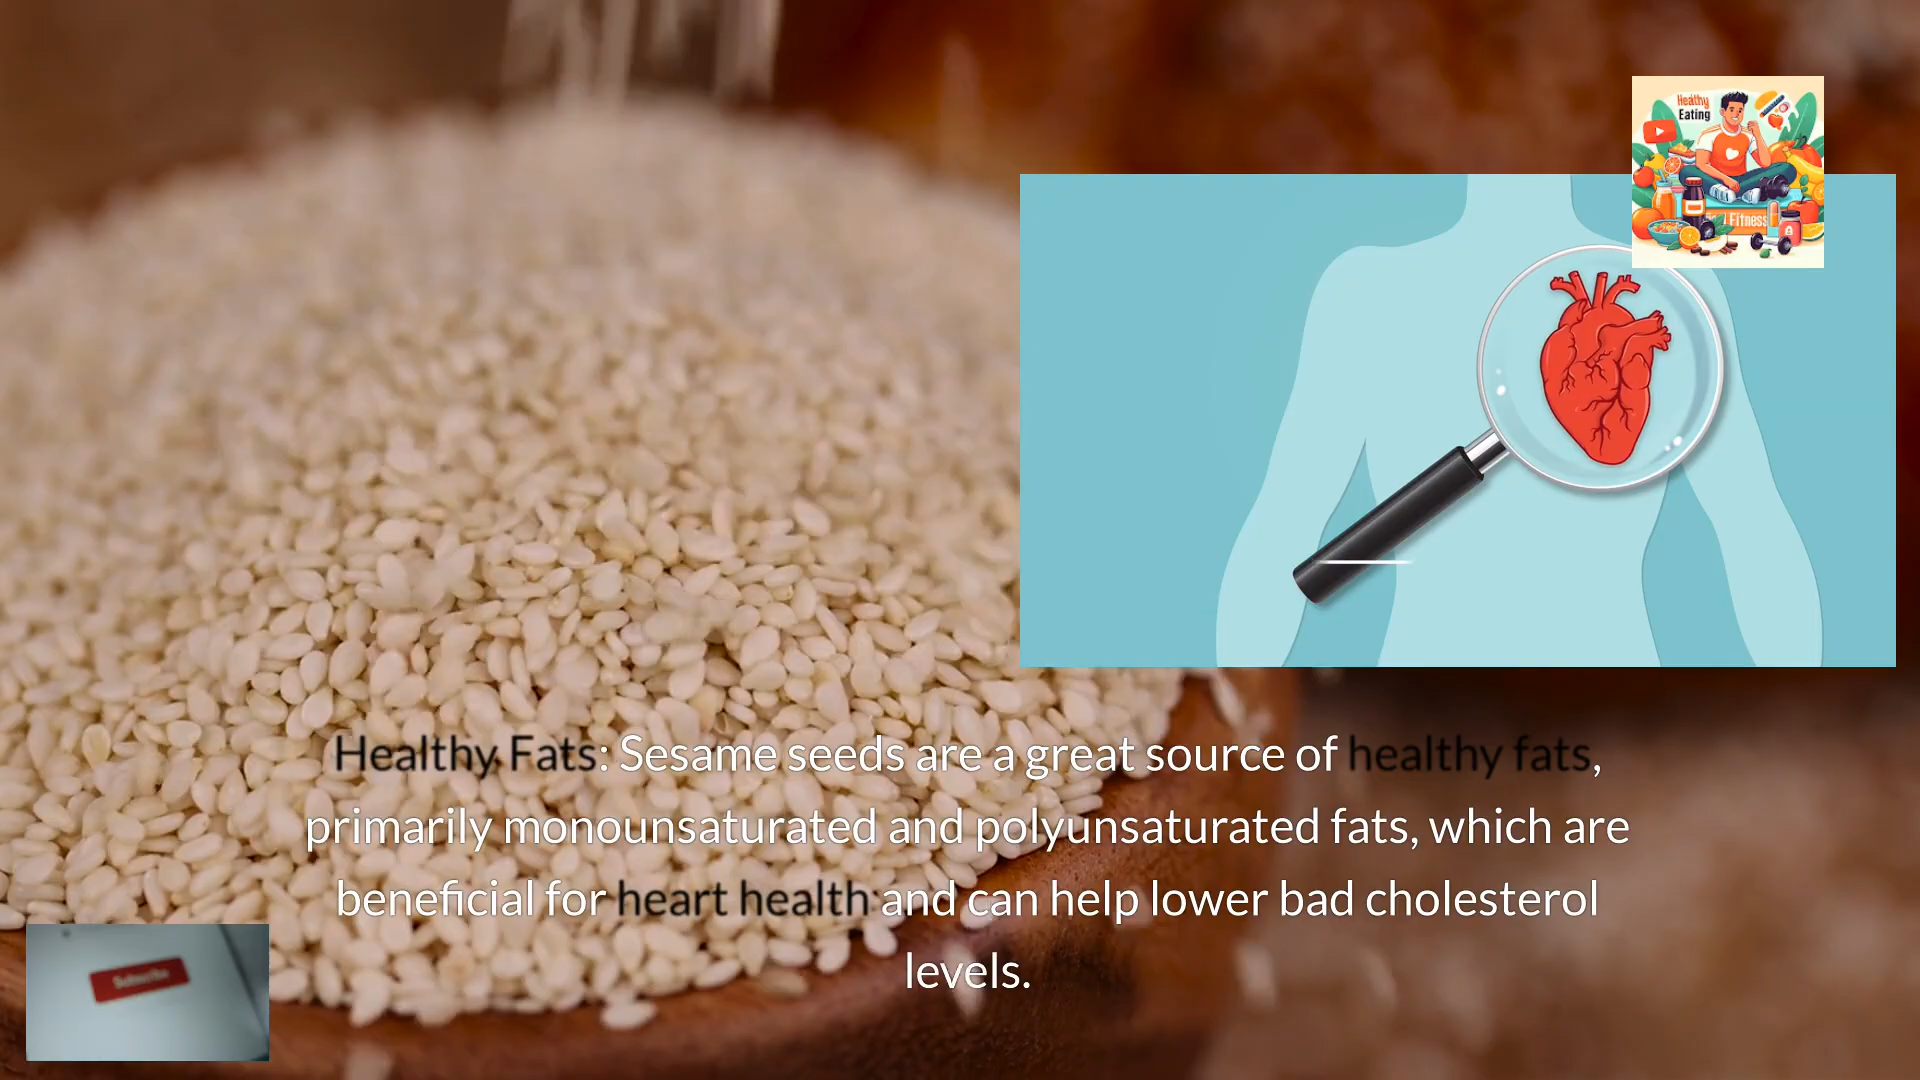 Healthy
Eating
Fitness
Healthy Fats: Sesame seeds are a great source of healthy fats,
primarily monounsaturated and polyunsaturated fats, which are
beneficial for heart health and can help lower bad cholesterol
levels.
Subscribe